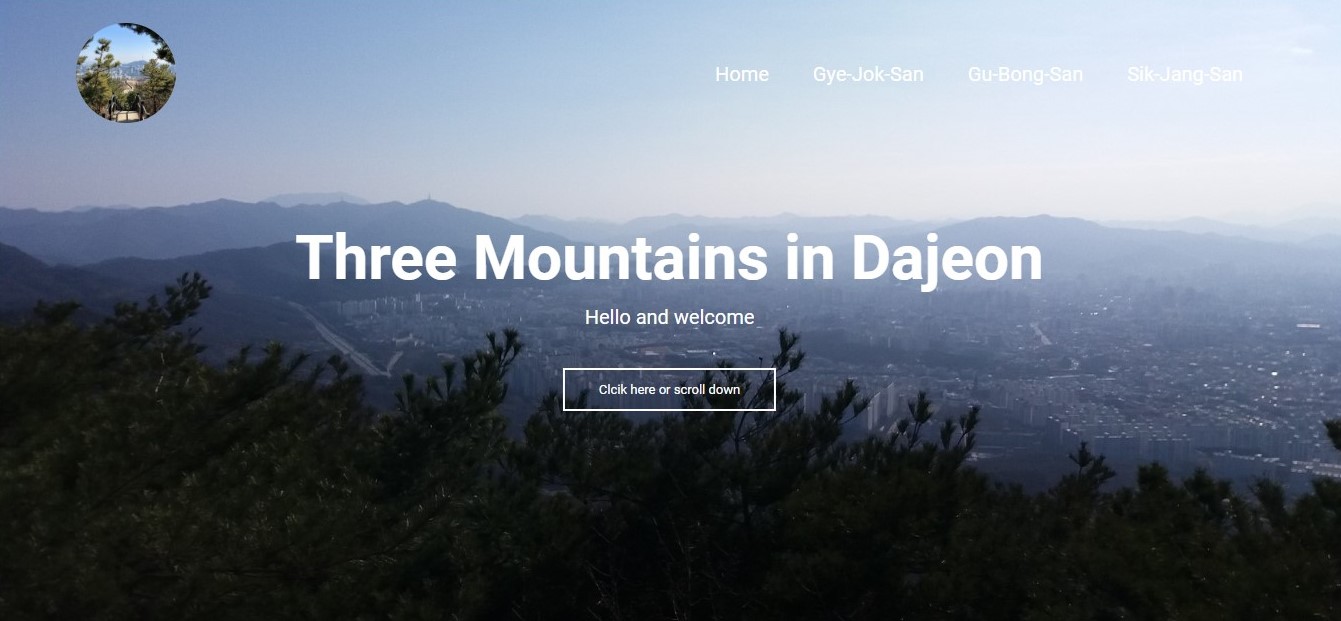 Home Gye-Jok-San Gu-Bong-San Sik-Jang-San
Three Mountains in Dajeon
Hello and welcome
Clcik here or scroll down